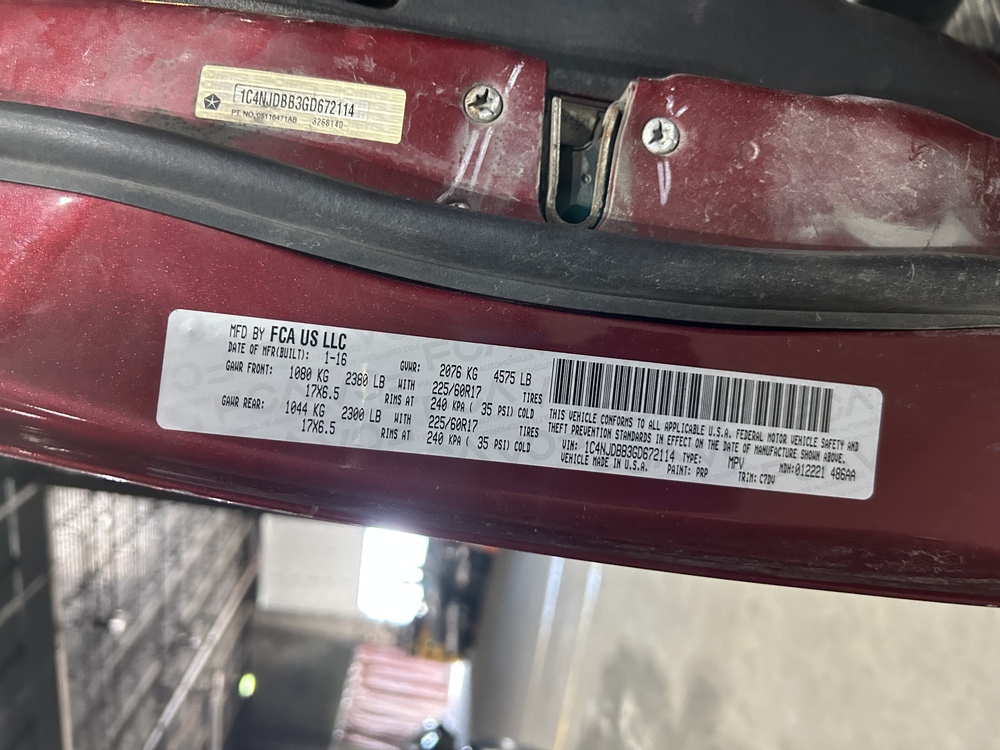 1C4NJDBB3GD672114
PT. NO. 05116471AB 3268140
MFD BY FCA US LLC
DATE OF MFR(BUILT): 1-16 GVWR: 2076 KG 4575 LB
GAWR FRONT: 1080 KG 2380 LB WITH 225/60R17 TIRES
17X6.5 RIMS AT 240 KPA ( 35 PSI) COLD
GAWR REAR: 1044 KG 2300 LB WITH 225/60R17 TIRES
17X6.5 RIMS AT 240 KPA ( 35 PSI) COLD
THIS VEHICLE CONFORMS TO ALL APPLICABLE U.S.A. FEDERAL MOTOR VEHICLE SAFETY AND
THEFT PREVENTION STANDARDS IN EFFECT ON THE DATE OF MANUFACTURE SHOWN ABOVE.
VIN: 1C4NJDBB3GD672114 TYPE: MPV MDH:012221 486AA
VEHICLE MADE IN U.S.A. PAINT: PRP TRIM: C7DV